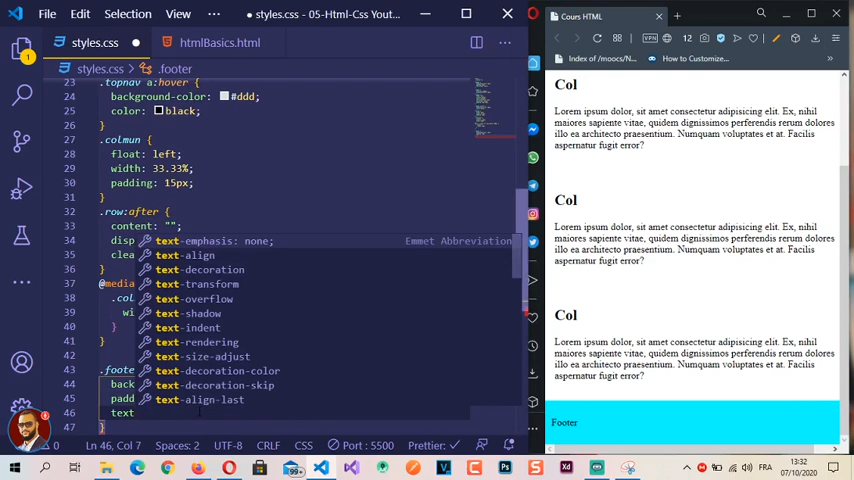 File Edit Selection View ··· ● styles.css - 05-Html-Css Yout...
styles.css ● htmlBasics.html
styles.css > .footer
23 .topnav a:hover {
24 background-color: #ddd;
25 color: black;
26 }
27 .colmun {
28 float: left;
29 width: 33.33%;
30 padding: 15px;
31 }
32 .row:after {
33 content: "";
34 disp
35 clea
36 }
37 @media
38 .col
39 wi
40 }
41 }
42
43 .foote
44 back
45 padd
46 text
47 }
text-emphasis: none; Emmet Abbreviation
text-align
text-decoration
text-transform
text-overflow
text-shadow
text-indent
text-rendering
text-size-adjust
text-decoration-color
text-decoration-skip
text-align-last
0 Ln 46, Col 7 Spaces: 2 UTF-8 CRLF CSS Port : 5500 Prettier: ✓
Cours HTML
VPN 12
Index of /moocs/N... How to Customize...
Col
Lorem ipsum dolor, sit amet consectetur adipisicing elit. Ex, nihil
maiores sapiente vitae, quidem dignissimos perferendis rerum deserunt
illo ea architecto praesentium. Numquam voluptates et at. Facilis
aspernatur fugit error?
Col
Lorem ipsum dolor, sit amet consectetur adipisicing elit. Ex, nihil
maiores sapiente vitae, quidem dignissimos perferendis rerum deserunt
illo ea architecto praesentium. Numquam voluptates et at. Facilis
aspernatur fugit error?
Col
Lorem ipsum dolor, sit amet consectetur adipisicing elit. Ex, nihil
maiores sapiente vitae, quidem dignissimos perferendis rerum deserunt
illo ea architecto praesentium. Numquam voluptates et at. Facilis
aspernatur fugit error?
Footer
99+ Ps Xd FRA 13:32
07/10/2020